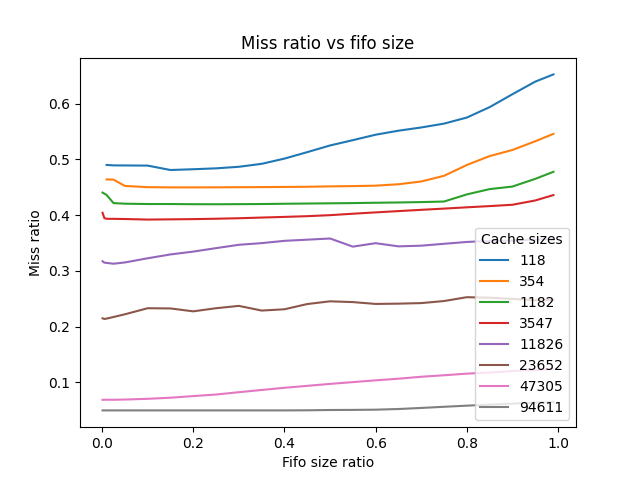 Miss ratio vs fifo size
Miss ratio
0.6
0.5
0.4
0.3
0.2
0.1
Cache sizes
118
354
1182
3547
11826
23652
47305
94611
0.0 0.2 0.4 0.6 0.8 1.0
Fifo size ratio